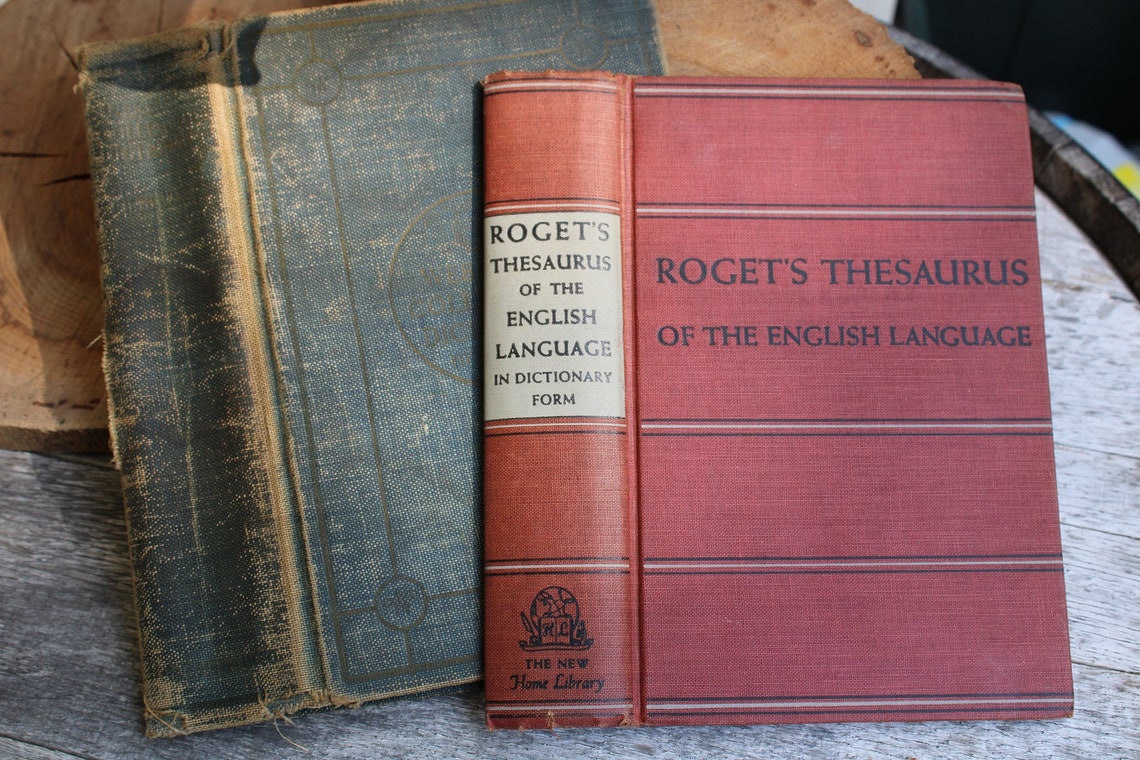 ROGET'S
THESAURUS
OF THE
ENGLISH
LANGUAGE
IN DICTIONARY
FORM
H L
THE NEW
Home Library
ROGET'S THESAURUS
OF THE ENGLISH LANGUAGE